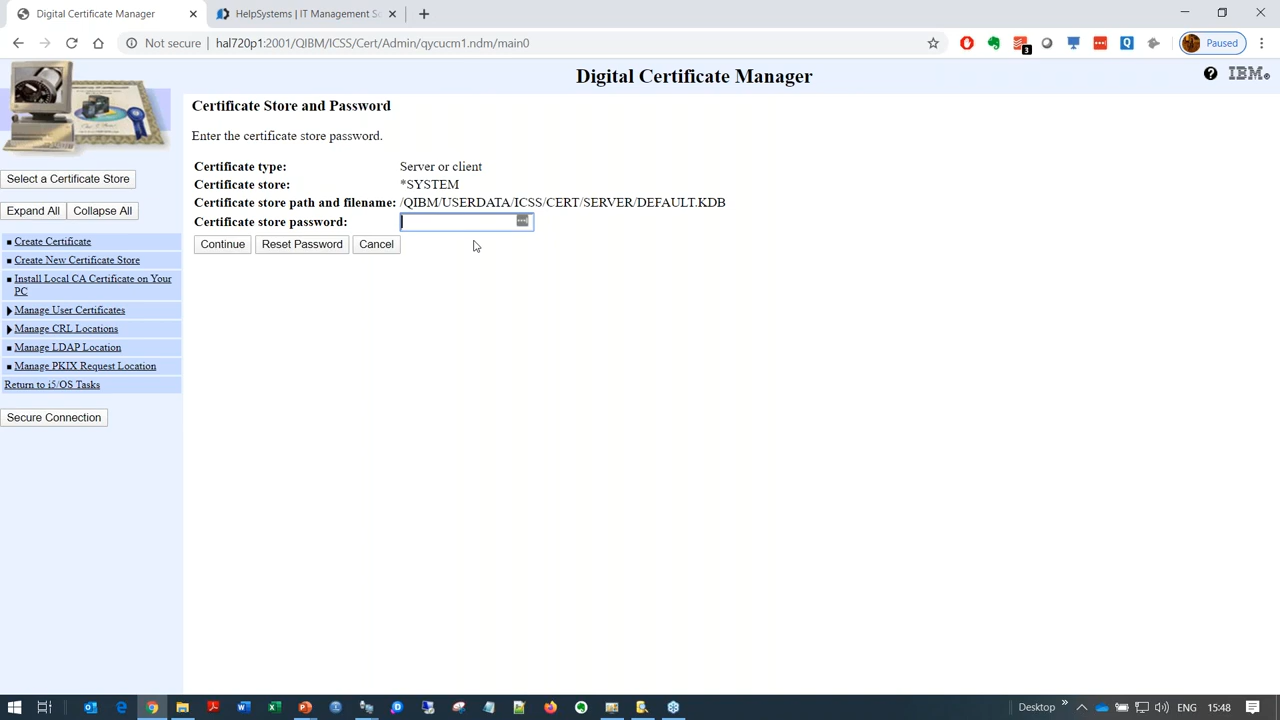 Digital Certificate Manager
HelpSystems | IT Management So
Not secure | hal720p1:2001/QIBM/ICSS/Cert/Admin/qycucm1.ndm/main0
3
Paused
Digital Certificate Manager
IBM
Certificate Store and Password
Enter the certificate store password.
Certificate type: Server or client
Certificate store: *SYSTEM
Certificate store path and filename: /QIBM/USERDATA/ICSS/CERT/SERVER/DEFAULT.KDB
Certificate store password:
Continue Reset Password Cancel
Select a Certificate Store
Expand All Collapse All
Create Certificate
Create New Certificate Store
Install Local CA Certificate on Your
PC
Manage User Certificates
Manage CRL Locations
Manage LDAP Location
Manage PKIX Request Location
Return to i5/OS Tasks
Secure Connection
Desktop
ENG
15:48